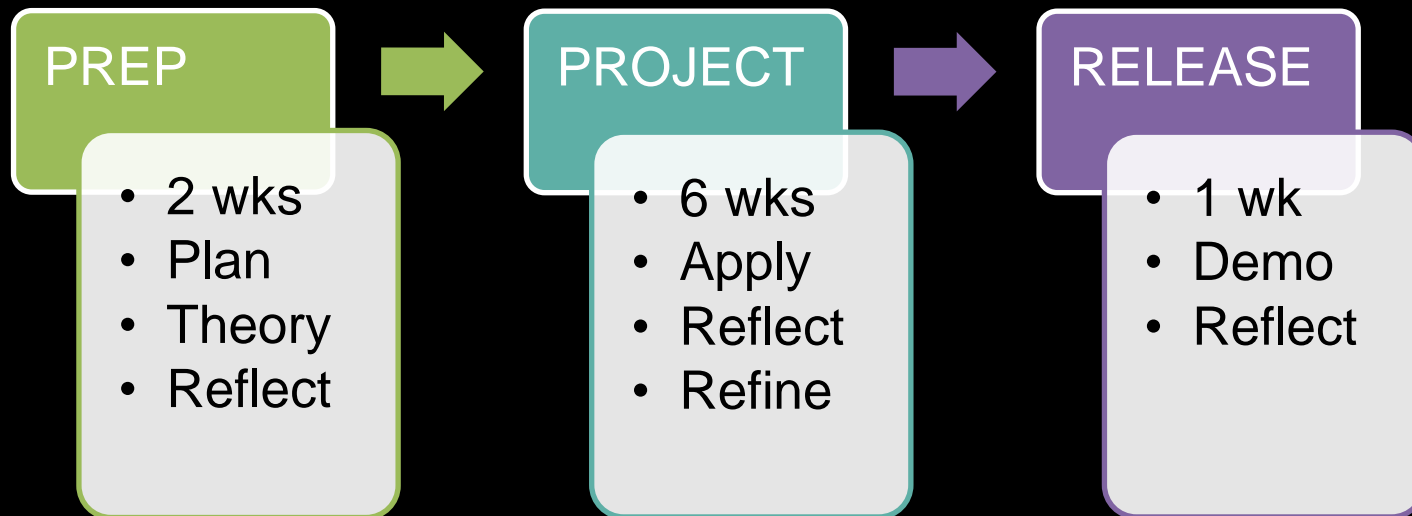 PREP
• 2 wks
• Plan
• Theory
• Reflect
PROJECT
• 6 wks
• Apply
• Reflect
• Refine
RELEASE
• 1 wk
• Demo
• Reflect